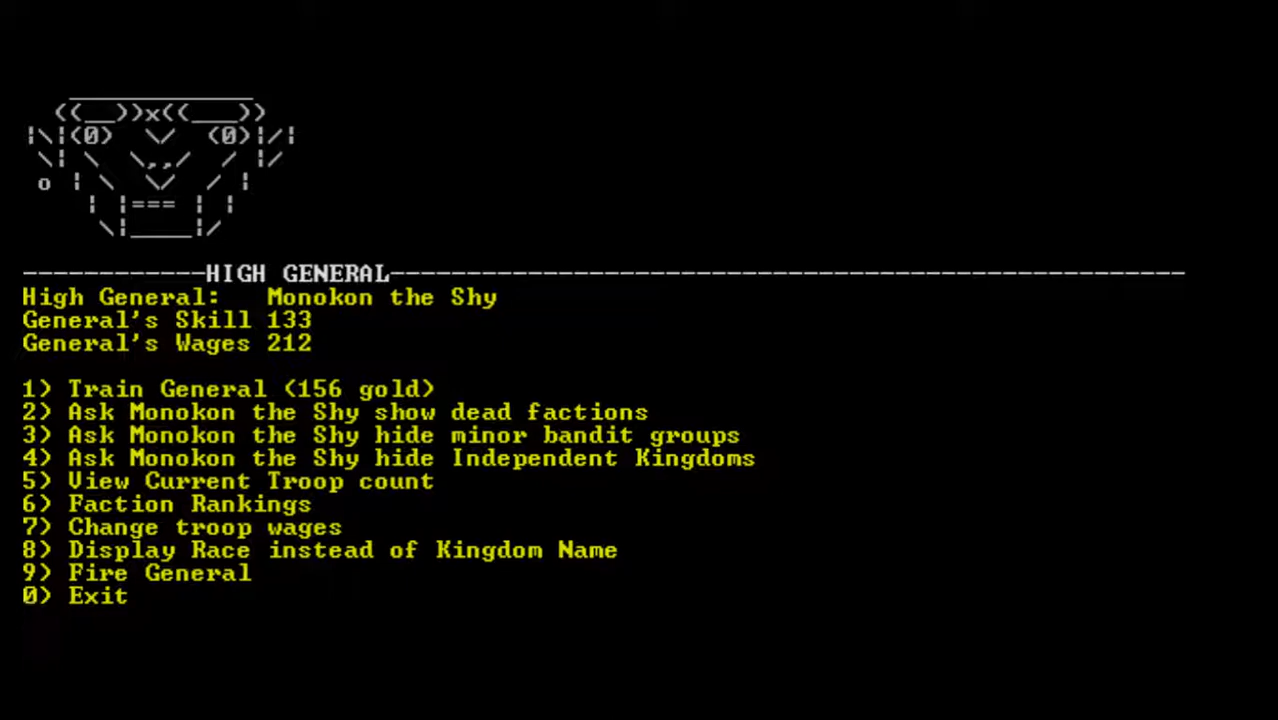 ------------HIGH GENERAL----------------------------------------------------
High General:   Monokon the Shy
General's Skill 133
General's Wages 212
1) Train General (156 gold)
2) Ask Monokon the Shy show dead factions
3) Ask Monokon the Shy hide minor bandit groups
4) Ask Monokon the Shy hide Independent Kingdoms
5) View Current Troop count
6) Faction Rankings
7) Change troop wages
8) Display Race instead of Kingdom Name
9) Fire General
0) Exit